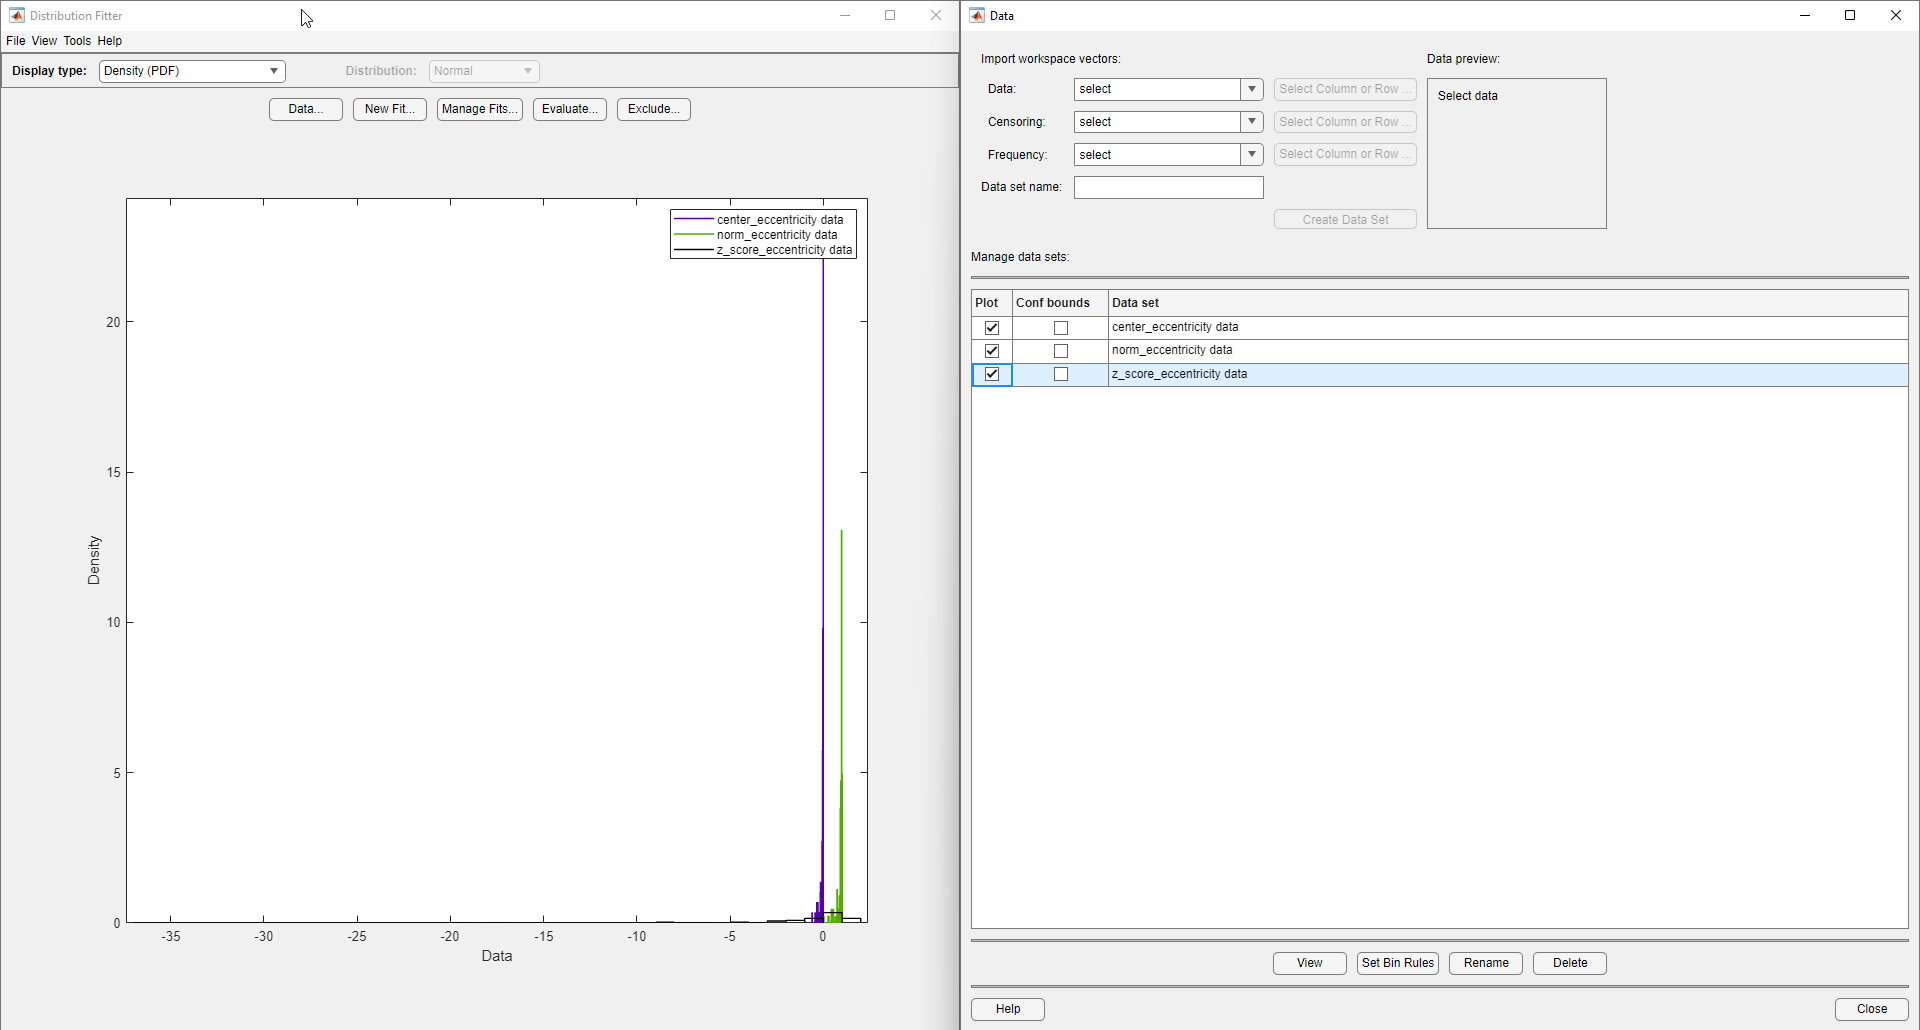 Distribution Fitter
File View Tools Help
Display type: Density (PDF) Distribution: Normal
Data... New Fit... Manage Fits... Evaluate... Exclude...
center_eccentricity data
norm_eccentricity data
z_score_eccentricity data
20
15
10
5
0
Density
-35 -30 -25 -20 -15 -10 -5 0
Data
Data
Import workspace vectors: Data preview:
Data: select Select Column or Row ... Select data
Censoring: select Select Column or Row ...
Frequency: select Select Column or Row ...
Data set name:
Create Data Set
Manage data sets:
Plot Conf bounds Data set
center_eccentricity data
norm_eccentricity data
z_score_eccentricity data
View Set Bin Rules Rename Delete
Help Close